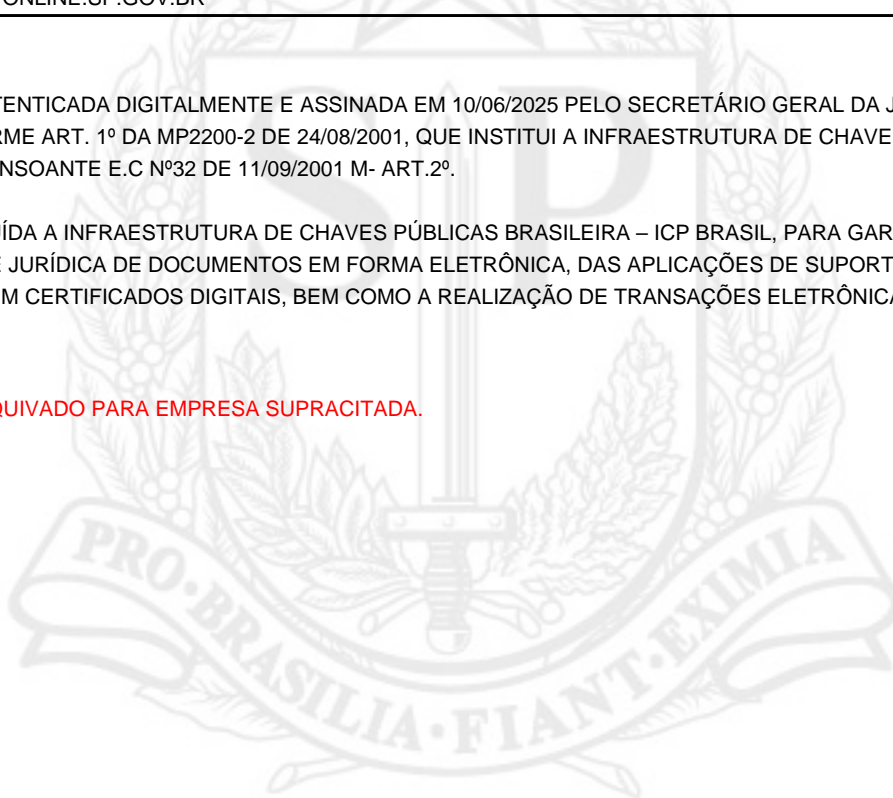 ONLINE.SP.GOV.BR
TENTICADA DIGITALMENTE E ASSINADA EM 10/06/2025 PELO SECRETÁRIO GERAL DA J
RME ART. 1º DA MP2200-2 DE 24/08/2001, QUE INSTITUI A INFRAESTRUTURA DE CHAVE
NSOANTE E.C Nº32 DE 11/09/2001 M- ART.2º.
ÍDA A INFRAESTRUTURA DE CHAVES PÚBLICAS BRASILEIRA – ICP BRASIL, PARA GAR
E JURÍDICA DE DOCUMENTOS EM FORMA ELETRÔNICA, DAS APLICAÇÕES DE SUPORT
M CERTIFICADOS DIGITAIS, BEM COMO A REALIZAÇÃO DE TRANSAÇÕES ELETRÔNICA
QUIVADO PARA EMPRESA SUPRACITADA.
SP
PRO·BRASILIA·FIANT·EXIMIA